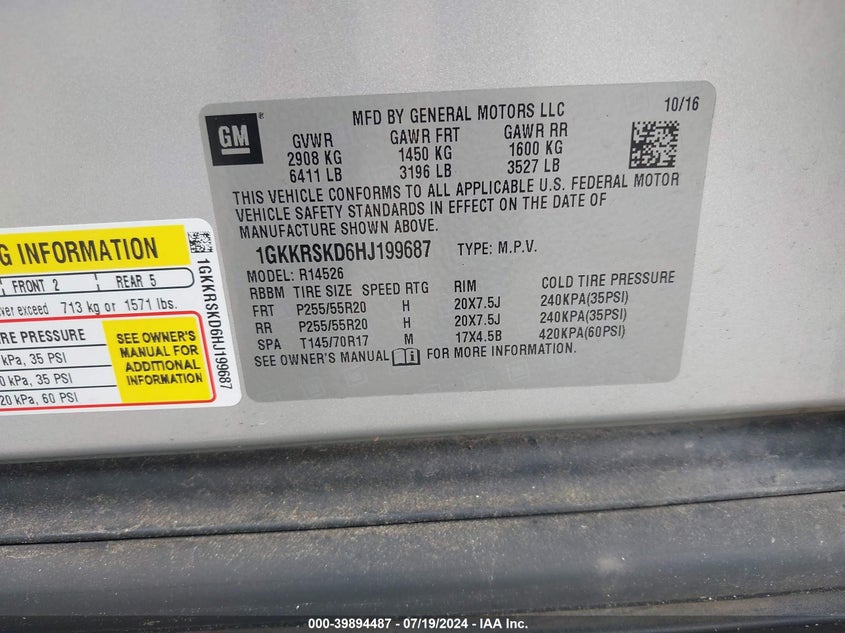 MFD BY GENERAL MOTORS LLC 10/16
GM
GVWR GAWR FRT GAWR RR
2908 KG 1450 KG 1600 KG
6411 LB 3196 LB 3527 LB
THIS VEHICLE CONFORMS TO ALL APPLICABLE U.S. FEDERAL MOTOR
VEHICLE SAFETY STANDARDS IN EFFECT ON THE DATE OF
MANUFACTURE SHOWN ABOVE.
1GKKRSKD6HJ199687 TYPE: M.P.V.
MODEL: R14526
RBBM TIRE SIZE SPEED RTG RIM COLD TIRE PRESSURE
FRT P255/55R20 H 20X7.5J 240KPA(35PSI)
RR P255/55R20 H 20X7.5J 240KPA(35PSI)
SPA T145/70R17 M 17X4.5B 420KPA(60PSI)
SEE OWNER'S MANUAL FOR MORE INFORMATION.
G INFORMATION
FRONT 2 REAR 5
ver exceed 713 kg or 1571 lbs.
RE PRESSURE
kPa, 35 PSI
0 kPa, 35 PSI
20 kPa, 60 PSI
SEE OWNER'S
MANUAL FOR
ADDITIONAL
INFORMATION
1GKKRSKD6HJ199687
000-39894487 - 07/19/2024 - IAA Inc.